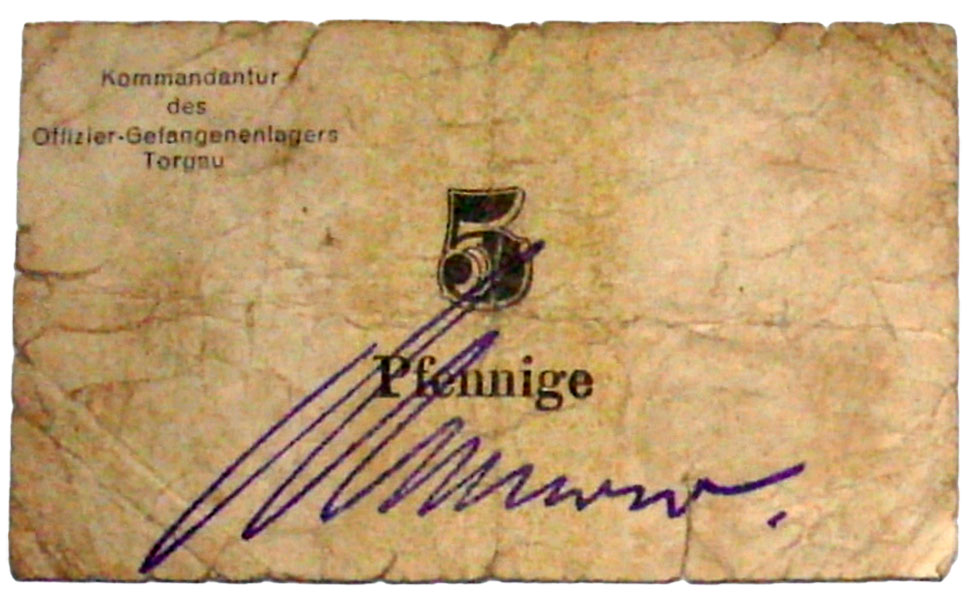 Kommandantur
des
Offizier-Gefangenenlagers
Torgau
5
Pfennige